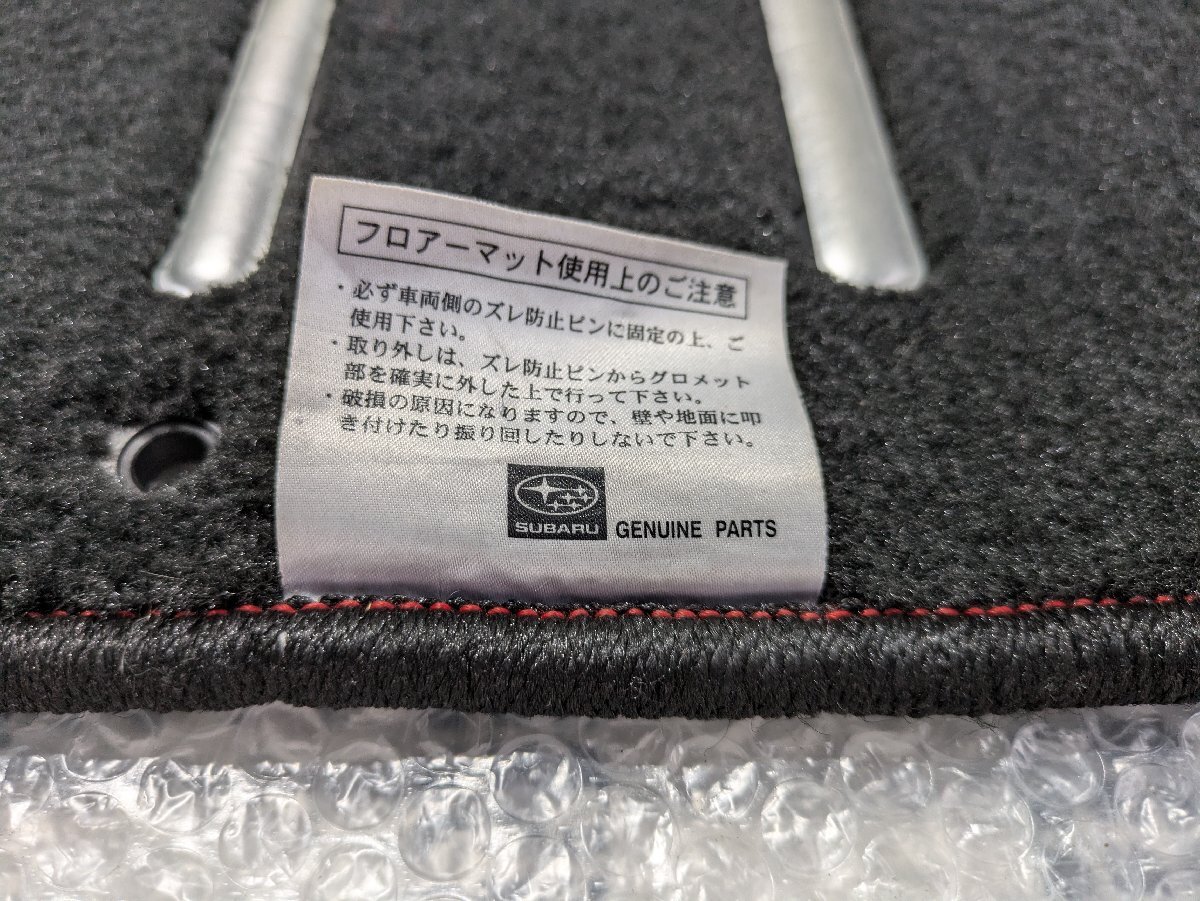 フロアーマット使用上のご注意
・必ず車両側のズレ防止ピンに固定の上、ご
使用下さい。
・取り外しは、ズレ防止ピンからグロメット
部を確実に外した上で行って下さい。
・破損の原因になりますので、壁や地面に叩
き付けたり振り回したりしないで下さい。
SUBARU GENUINE PARTS